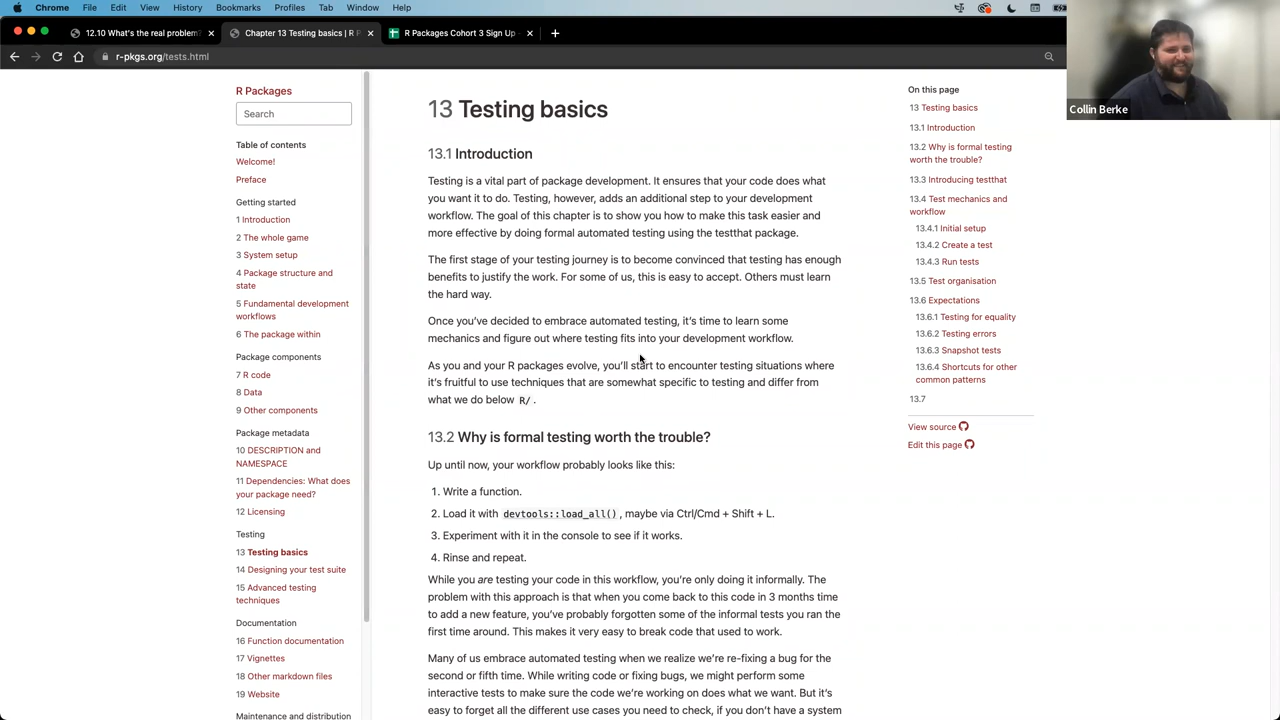 Chrome File Edit View History Bookmarks Profiles Tab Window Help
12.10 What's the real problem?
Chapter 13 Testing basics | R P
R Packages Cohort 3 Sign Up -
r-pkgs.org/tests.html
Collin Berke
R Packages
Search
Table of contents
Welcome!
Preface
Getting started
1 Introduction
2 The whole game
3 System setup
4 Package structure and
state
5 Fundamental development
workflows
6 The package within
Package components
7 R code
8 Data
9 Other components
Package metadata
10 DESCRIPTION and
NAMESPACE
11 Dependencies: What does
your package need?
12 Licensing
Testing
13 Testing basics
14 Designing your test suite
15 Advanced testing
techniques
Documentation
16 Function documentation
17 Vignettes
18 Other markdown files
19 Website
Maintenance and distribution
13 Testing basics
13.1 Introduction
Testing is a vital part of package development. It ensures that your code does what
you want it to do. Testing, however, adds an additional step to your development
workflow. The goal of this chapter is to show you how to make this task easier and
more effective by doing formal automated testing using the testthat package.
The first stage of your testing journey is to become convinced that testing has enough
benefits to justify the work. For some of us, this is easy to accept. Others must learn
the hard way.
Once you've decided to embrace automated testing, it's time to learn some
mechanics and figure out where testing fits into your development workflow.
As you and your R packages evolve, you'll start to encounter testing situations where
it's fruitful to use techniques that are somewhat specific to testing and differ from
what we do below R/ .
13.2 Why is formal testing worth the trouble?
Up until now, your workflow probably looks like this:
1. Write a function.
2. Load it with devtools::load_all(), maybe via Ctrl/Cmd + Shift + L.
3. Experiment with it in the console to see if it works.
4. Rinse and repeat.
While you are testing your code in this workflow, you're only doing it informally. The
problem with this approach is that when you come back to this code in 3 months time
to add a new feature, you've probably forgotten some of the informal tests you ran the
first time around. This makes it very easy to break code that used to work.
Many of us embrace automated testing when we realize we're re-fixing a bug for the
second or fifth time. While writing code or fixing bugs, we might perform some
interactive tests to make sure the code we're working on does what we want. But it's
easy to forget all the different use cases you need to check, if you don't have a system
On this page
13 Testing basics
13.1 Introduction
13.2 Why is formal testing
worth the trouble?
13.3 Introducing testthat
13.4 Test mechanics and
workflow
13.4.1 Initial setup
13.4.2 Create a test
13.4.3 Run tests
13.5 Test organisation
13.6 Expectations
13.6.1 Testing for equality
13.6.2 Testing errors
13.6.3 Snapshot tests
13.6.4 Shortcuts for other
common patterns
13.7
View source
Edit this page